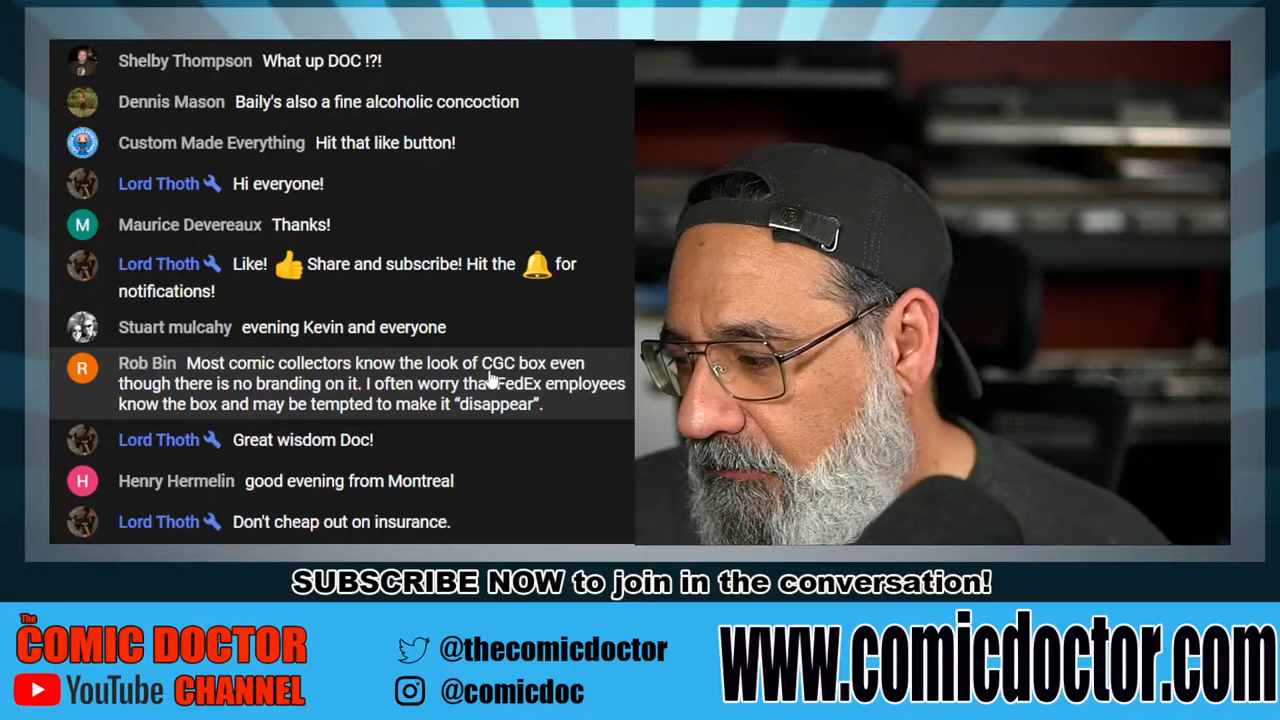 Shelby Thompson What up DOC !?!
Dennis Mason Baily's also a fine alcoholic concoction
Custom Made Everything Hit that like button!
Lord Thoth Hi everyone!
M Maurice Devereaux Thanks!
Lord Thoth Like! 👍 Share and subscribe! Hit the 🔔 for
notifications!
Stuart mulcahy evening Kevin and everyone
R Rob Bin Most comic collectors know the look of CGC box even
though there is no branding on it. I often worry that FedEx employees
know the box and may be tempted to make it “disappear”.
Lord Thoth Great wisdom Doc!
H Henry Hermelin good evening from Montreal
Lord Thoth Don't cheap out on insurance.
SUBSCRIBE NOW to join in the conversation!
The
COMIC DOCTOR
YouTube CHANNEL
@thecomicdoctor
@comicdoc
www.comicdoctor.com